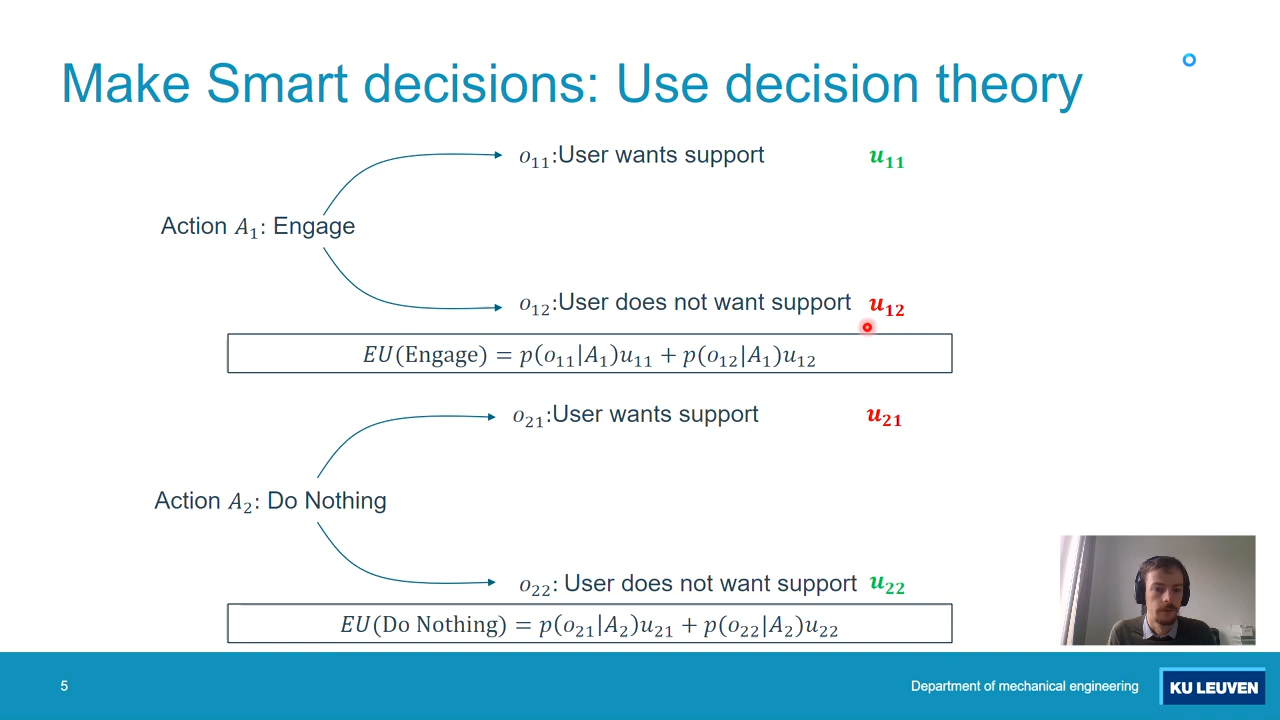 Make Smart decisions: Use decision theory
o₁₁:User wants support u₁₁
Action A₁: Engage
o₁₂:User does not want support u₁₂
EU(Engage) = p(o₁₁|A₁)u₁₁ + p(o₁₂|A₁)u₁₂
o₂₁:User wants support u₂₁
Action A₂: Do Nothing
o₂₂: User does not want support u₂₂
EU(Do Nothing) = p(o₂₁|A₂)u₂₁ + p(o₂₂|A₂)u₂₂
5
Department of mechanical engineering
KU LEUVEN